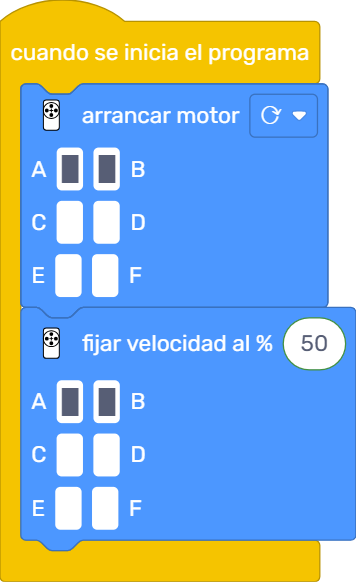 cuando se inicia el programa
arrancar motor
A B
C D
E F
fijar velocidad al % 50
A B
C D
E F